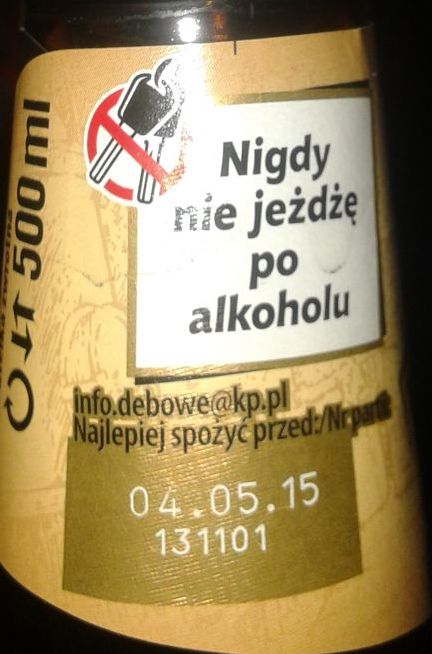 Nigdy
nie jeżdżę
po
alkoholu
500 ml
info.debowe@kp.pl
Najlepiej spożyć przed:/Nr partii:
04.05.15
131101